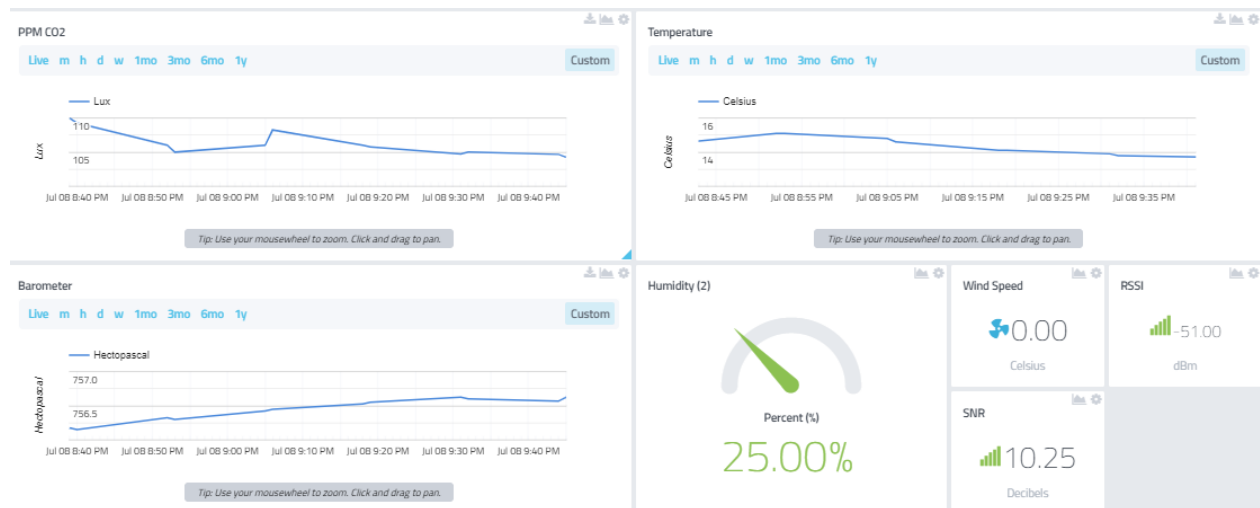 PPM CO2
Live m h d w 1mo 3mo 6mo 1y Custom
Lux
Lux
110
105
Jul 08 8:40 PM Jul 08 8:50 PM Jul 08 9:00 PM Jul 08 9:10 PM Jul 08 9:20 PM Jul 08 9:30 PM Jul 08 9:40 PM
Tip: Use your mousewheel to zoom. Click and drag to pan.
Temperature
Live m h d w 1mo 3mo 6mo 1y Custom
Celsius
Celsius
16
14
Jul 08 8:45 PM Jul 08 8:55 PM Jul 08 9:05 PM Jul 08 9:15 PM Jul 08 9:25 PM Jul 08 9:35 PM
Tip: Use your mousewheel to zoom. Click and drag to pan.
Barometer
Live m h d w 1mo 3mo 6mo 1y Custom
Hectopascal
Hectopascal
757.0
756.5
Jul 08 8:40 PM Jul 08 8:50 PM Jul 08 9:00 PM Jul 08 9:10 PM Jul 08 9:20 PM Jul 08 9:30 PM Jul 08 9:40 PM
Tip: Use your mousewheel to zoom. Click and drag to pan.
Humidity (2)
Percent (%)
25.00%
Wind Speed
0.00
Celsius
RSSI
-51.00
dBm
SNR
10.25
Decibels